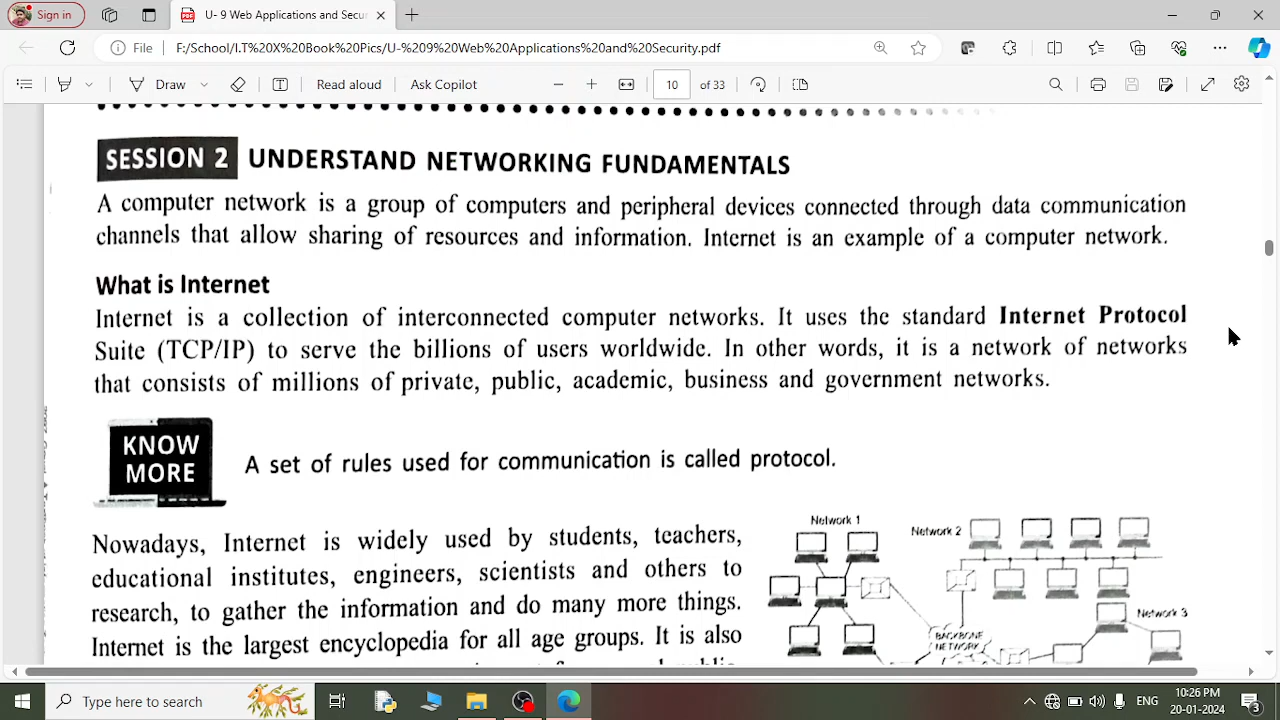 Sign in
U- 9 Web Applications and Secur
File
F:/School/I.T%20X%20Book%20Pics/U-%209%20Web%20Applications%20and%20Security.pdf
Draw
Read aloud
Ask Copilot
10
of 33
SESSION 2 UNDERSTAND NETWORKING FUNDAMENTALS
A computer network is a group of computers and peripheral devices connected through data communication
channels that allow sharing of resources and information. Internet is an example of a computer network.
What is Internet
Internet is a collection of interconnected computer networks. It uses the standard Internet Protocol
Suite (TCP/IP) to serve the billions of users worldwide. In other words, it is a network of networks
that consists of millions of private, public, academic, business and government networks.
KNOW
MORE
A set of rules used for communication is called protocol.
Nowadays, Internet is widely used by students, teachers,
educational institutes, engineers, scientists and others to
research, to gather the information and do many more things.
Internet is the largest encyclopedia for all age groups. It is also
Network 1
Network 2
Network 3
BACKBONE
NETWORK
Type here to search
ENG
10:26 PM
20-01-2024
3